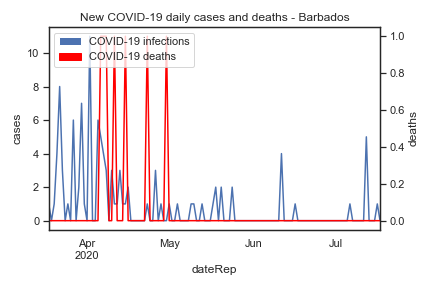 New COVID-19 daily cases and deaths - Barbados
COVID-19 infections
COVID-19 deaths
10
8
6
4
2
0
cases
1.0
0.8
0.6
0.4
0.2
0.0
deaths
Apr May Jun Jul
2020
dateRep